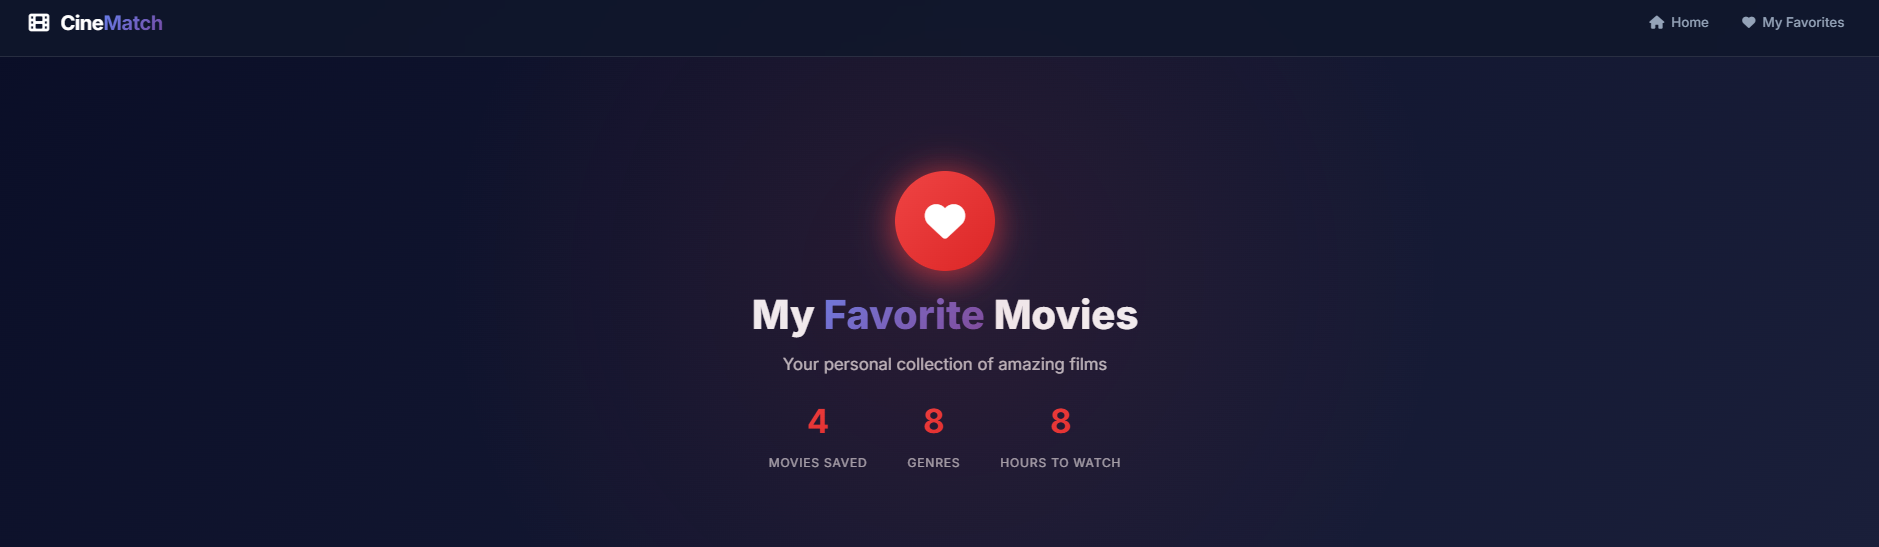 CineMatch
Home
My Favorites
My Favorite Movies
Your personal collection of amazing films
4
8
8
MOVIES SAVED
GENRES
HOURS TO WATCH